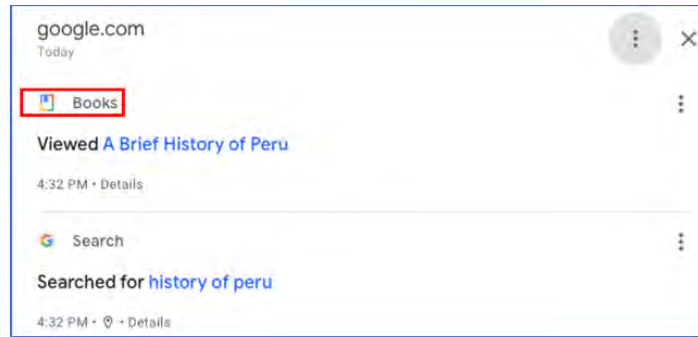 google.com
Today
Books
Viewed A Brief History of Peru
4:32 PM • Details
Search
Searched for history of peru
4:32 PM • • Details